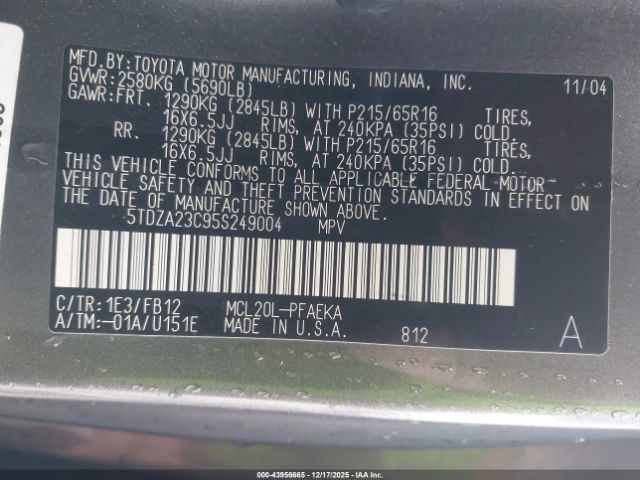 MFD.BY:TOYOTA MOTOR MANUFACTURING, INDIANA, INC. 11/04
GVWR:2580KG (5690LB)
GAWR:FRT. 1290KG (2845LB) WITH P215/65R16 TIRES,
16X6.5JJ RIMS, AT 240KPA (35PSI) COLD.
RR. 1290KG (2845LB) WITH P215/65R16 TIRES,
16X6.5JJ RIMS, AT 240KPA (35PSI) COLD.
THIS VEHICLE CONFORMS TO ALL APPLICABLE FEDERAL MOTOR
VEHICLE SAFETY AND THEFT PREVENTION STANDARDS IN EFFECT ON
THE DATE OF MANUFACTURE SHOWN ABOVE.
5TDZA23C95S249004 MPV
C/TR:1E3/FB12 MCL20L-PFAEKA
A/TM:-01A/U151E MADE IN U.S.A. 812 A
000-43956665 - 12/17/2025 - IAA, Inc.